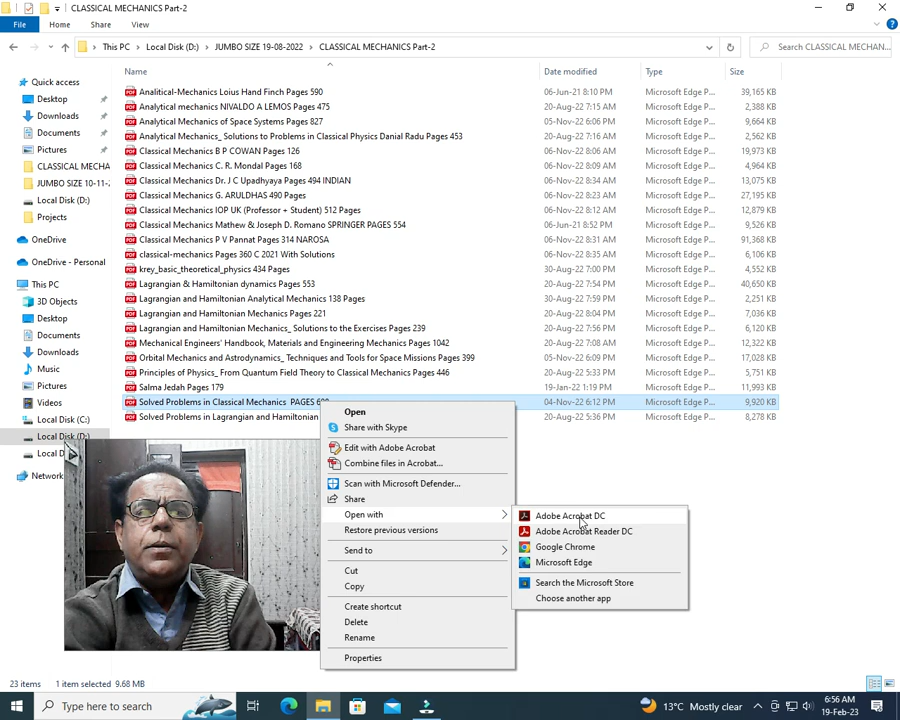 CLASSICAL MECHANICS Part-2
File Home Share View
This PC Local Disk (D:) JUMBO SIZE 19-08-2022 CLASSICAL MECHANICS Part-2 Search CLASSICAL MECHAN...
Name Date modified Type Size
Quick access
Desktop
Downloads
Documents
Pictures
CLASSICAL MECHA
JUMBO SIZE 10-11-2
Local Disk (D:)
Projects
OneDrive
OneDrive - Personal
This PC
3D Objects
Desktop
Documents
Downloads
Music
Pictures
Videos
Local Disk (C:)
Local Disk (D:)
Local
Network
Analitical-Mechanics Loius Hand Finch Pages 590 06-Jun-21 8:10 PM Microsoft Edge P... 39,165 KB
Analytical mechanics NIVALDO A LEMOS Pages 475 20-Aug-22 7:15 AM Microsoft Edge P... 2,388 KB
Analytical Mechanics of Space Systems Pages 827 05-Nov-22 6:06 PM Microsoft Edge P... 9,664 KB
Analytical Mechanics_ Solutions to Problems in Classical Physics Danial Radu Pages 453 20-Aug-22 7:16 AM Microsoft Edge P... 2,562 KB
Classical Mechanics B P COWAN Pages 126 06-Nov-22 8:06 AM Microsoft Edge P... 19,973 KB
Classical Mechanics C. R. Mondal Pages 168 06-Nov-22 8:09 AM Microsoft Edge P... 4,964 KB
Classical Mechanics Dr. J C Upadhyaya Pages 494 INDIAN 06-Nov-22 8:34 AM Microsoft Edge P... 13,075 KB
Classical Mechanics G. ARULDHAS 490 Pages 06-Nov-22 8:23 AM Microsoft Edge P... 27,195 KB
Classical Mechanics IOP UK (Professor + Student) 512 Pages 06-Nov-22 8:12 AM Microsoft Edge P... 12,879 KB
Classical Mechanics Mathew & Joseph D. Romano SPRINGER PAGES 554 06-Jun-21 8:52 PM Microsoft Edge P... 9,526 KB
Classical Mechanics P V Pannat Pages 314 NAROSA 06-Nov-22 8:31 AM Microsoft Edge P... 91,368 KB
classical-mechanics Pages 360 C 2021 With Solutions 06-Nov-22 8:35 AM Microsoft Edge P... 6,106 KB
krey_basic_theoretical_physics 434 Pages 30-Aug-22 7:00 PM Microsoft Edge P... 4,552 KB
Lagrangian & Hamiltonian dynamics Pages 553 20-Aug-22 7:54 PM Microsoft Edge P... 40,650 KB
Lagrangian and Hamiltonian Analytical Mechanics 138 Pages 30-Aug-22 7:59 PM Microsoft Edge P... 2,251 KB
Lagrangian and Hamiltonian Mechanics Pages 221 20-Aug-22 8:04 PM Microsoft Edge P... 7,036 KB
Lagrangian and Hamiltonian Mechanics_ Solutions to the Exercises Pages 239 20-Aug-22 7:56 PM Microsoft Edge P... 6,120 KB
Mechanical Engineers' Handbook, Materials and Engineering Mechanics Pages 1042 20-Aug-22 7:08 AM Microsoft Edge P... 12,322 KB
Orbital Mechanics and Astrodynamics_ Techniques and Tools for Space Missions Pages 399 05-Nov-22 6:09 PM Microsoft Edge P... 17,028 KB
Principles of Physics_ From Quantum Field Theory to Classical Mechanics Pages 446 20-Aug-22 5:33 PM Microsoft Edge P... 5,751 KB
Salma Jedah Pages 179 19-Jan-22 1:19 PM Microsoft Edge P... 11,993 KB
Solved Problems in Classical Mechanics PAGES 04-Nov-22 6:12 PM Microsoft Edge P... 9,920 KB
Solved Problems in Lagrangian and Hamiltonian 20-Aug-22 5:36 PM Microsoft Edge P... 8,278 KB
Open
Share with Skype
Edit with Adobe Acrobat
Combine files in Acrobat...
Scan with Microsoft Defender...
Share
Open with
Restore previous versions
Send to
Cut
Copy
Create shortcut
Delete
Rename
Properties
Adobe Acrobat DC
Adobe Acrobat Reader DC
Google Chrome
Microsoft Edge
Search the Microsoft Store
Choose another app
23 items 1 item selected 9.68 MB
Type here to search
13°C Mostly clear
6:56 AM
19-Feb-23